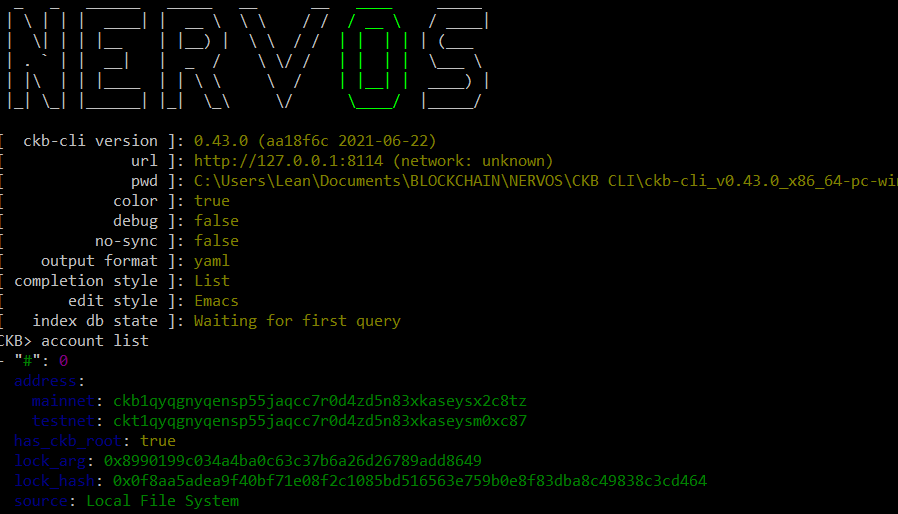 NERVOS
[ ckb-cli version ]: 0.43.0 (aa18f6c 2021-06-22)
[ url ]: http://127.0.0.1:8114 (network: unknown)
[ pwd ]: C:\Users\Lean\Documents\BLOCKCHAIN\NERVOS\CKB CLI\ckb-cli_v0.43.0_x86_64-pc-win
[ color ]: true
[ debug ]: false
[ no-sync ]: false
[ output format ]: yaml
[ completion style ]: List
[ edit style ]: Emacs
[ index db state ]: Waiting for first query
CKB> account list
- "#": 0
address:
mainnet: ckb1qyqgnyqensp55jaqcc7r0d4zd5n83xkaseysx2c8tz
testnet: ckt1qyqgnyqensp55jaqcc7r0d4zd5n83xkaseysm0xc87
has_ckb_root: true
lock_arg: 0x8990199c034a4ba0c63c37b6a26d26789add8649
lock_hash: 0x0f8aa5adea9f40bf71e08f2c1085bd516563e759b0e8f83dba8c49838c3cd464
source: Local File System